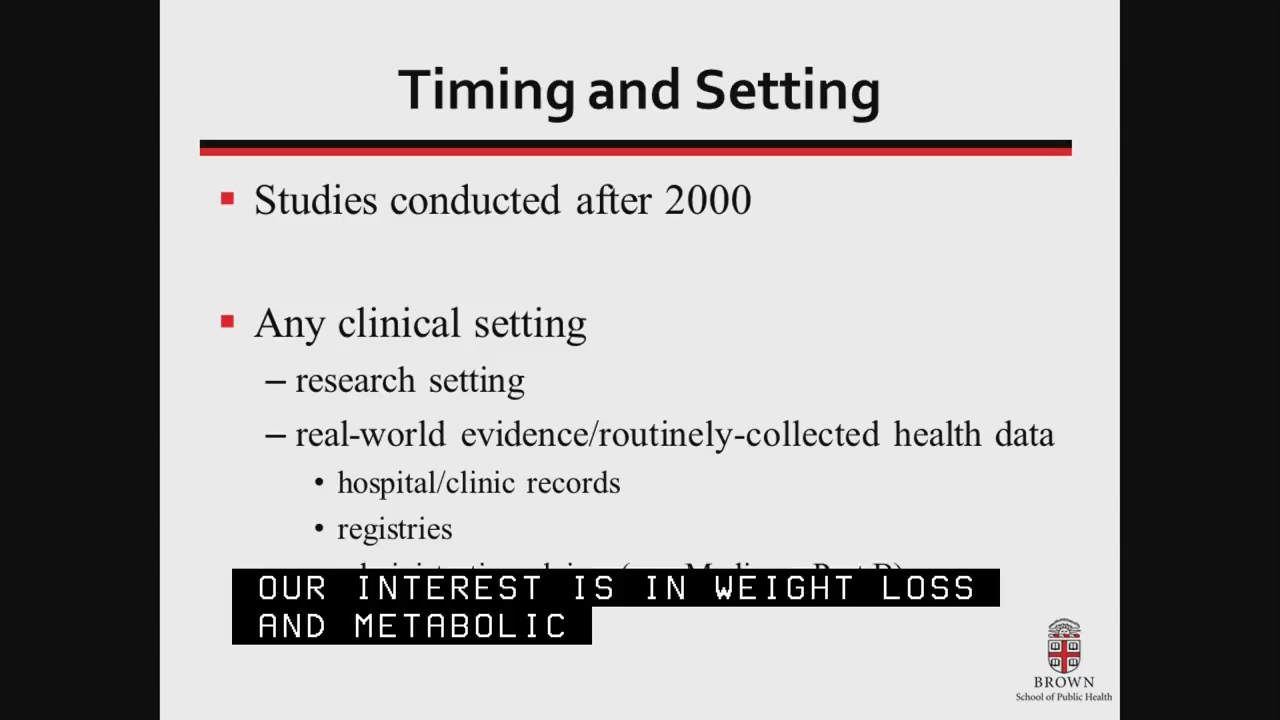 Timing and Setting
▪ Studies conducted after 2000
▪ Any clinical setting
– research setting
– real-world evidence/routinely-collected health data
• hospital/clinic records
• registries
OUR INTEREST IS IN WEIGHT LOSS
AND METABOLIC
BROWN
School of Public Health